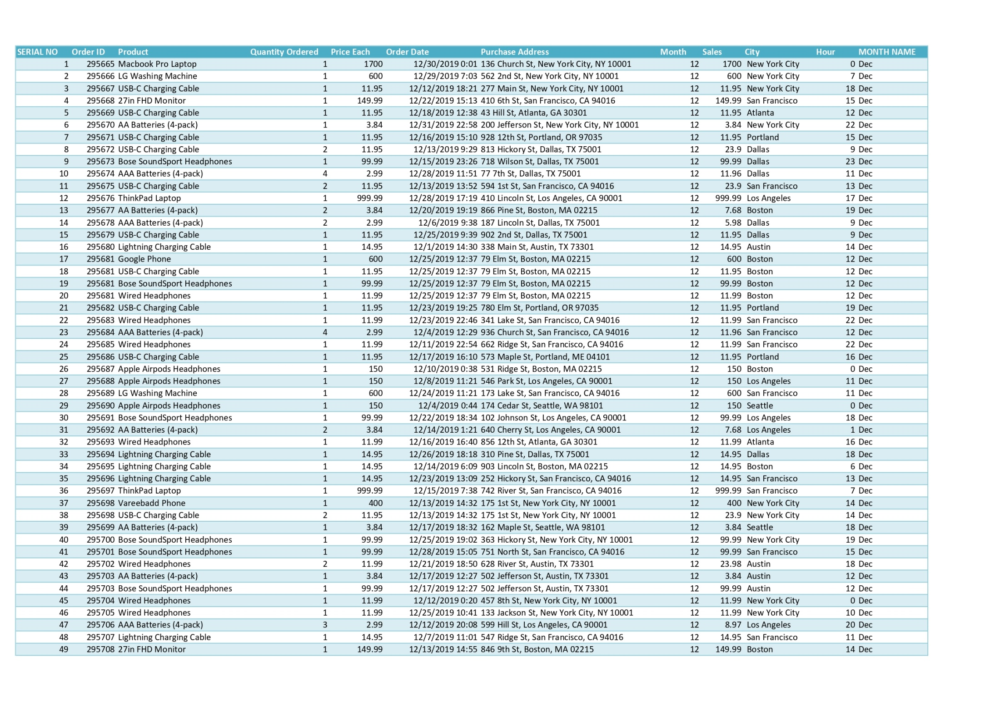 SERIAL NO Order ID Product Quantity Ordered Price Each Order Date Purchase Address Month Sales City Hour MONTH NAME
1 295665 Macbook Pro Laptop 1 1700 12/30/2019 0:01 136 Church St, New York City, NY 10001 12 1700 New York City 0 Dec
2 295666 LG Washing Machine 1 600 12/29/2019 7:03 562 2nd St, New York City, NY 10001 12 600 New York City 7 Dec
3 295667 USB-C Charging Cable 1 11.95 12/12/2019 18:21 277 Main St, New York City, NY 10001 12 11.95 New York City 18 Dec
4 295668 27in FHD Monitor 1 149.99 12/22/2019 15:13 410 6th St, San Francisco, CA 94016 12 149.99 San Francisco 15 Dec
5 295669 USB-C Charging Cable 1 11.95 12/18/2019 12:38 43 Hill St, Atlanta, GA 30301 12 11.95 Atlanta 12 Dec
6 295670 AA Batteries (4-pack) 1 3.84 12/31/2019 22:58 200 Jefferson St, New York City, NY 10001 12 3.84 New York City 22 Dec
7 295671 USB-C Charging Cable 1 11.95 12/16/2019 15:10 928 12th St, Portland, OR 97035 12 11.95 Portland 15 Dec
8 295672 USB-C Charging Cable 2 11.95 12/13/2019 9:29 813 Hickory St, Dallas, TX 75001 12 23.9 Dallas 9 Dec
9 295673 Bose SoundSport Headphones 1 99.99 12/15/2019 23:26 718 Wilson St, Dallas, TX 75001 12 99.99 Dallas 23 Dec
10 295674 AAA Batteries (4-pack) 4 2.99 12/28/2019 11:51 77 7th St, Dallas, TX 75001 12 11.96 Dallas 11 Dec
11 295675 USB-C Charging Cable 2 11.95 12/13/2019 13:52 594 1st St, San Francisco, CA 94016 12 23.9 San Francisco 13 Dec
12 295676 ThinkPad Laptop 1 999.99 12/28/2019 17:19 410 Lincoln St, Los Angeles, CA 90001 12 999.99 Los Angeles 17 Dec
13 295677 AA Batteries (4-pack) 2 3.84 12/20/2019 19:19 866 Pine St, Boston, MA 02215 12 7.68 Boston 19 Dec
14 295678 AAA Batteries (4-pack) 2 2.99 12/6/2019 9:38 187 Lincoln St, Dallas, TX 75001 12 5.98 Dallas 9 Dec
15 295679 USB-C Charging Cable 1 11.95 12/25/2019 9:39 902 2nd St, Dallas, TX 75001 12 11.95 Dallas 9 Dec
16 295680 Lightning Charging Cable 1 14.95 12/1/2019 14:30 338 Main St, Austin, TX 73301 12 14.95 Austin 14 Dec
17 295681 Google Phone 1 600 12/25/2019 12:37 79 Elm St, Boston, MA 02215 12 600 Boston 12 Dec
18 295681 USB-C Charging Cable 1 11.95 12/25/2019 12:37 79 Elm St, Boston, MA 02215 12 11.95 Boston 12 Dec
19 295681 Bose SoundSport Headphones 1 99.99 12/25/2019 12:37 79 Elm St, Boston, MA 02215 12 99.99 Boston 12 Dec
20 295681 Wired Headphones 1 11.99 12/25/2019 12:37 79 Elm St, Boston, MA 02215 12 11.99 Boston 12 Dec
21 295682 USB-C Charging Cable 1 11.95 12/23/2019 19:25 780 Elm St, Portland, OR 97035 12 11.95 Portland 19 Dec
22 295683 Wired Headphones 1 11.99 12/23/2019 22:46 341 Lake St, San Francisco, CA 94016 12 11.99 San Francisco 22 Dec
23 295684 AAA Batteries (4-pack) 4 2.99 12/4/2019 12:29 936 Church St, San Francisco, CA 94016 12 11.96 San Francisco 12 Dec
24 295685 Wired Headphones 1 11.99 12/11/2019 22:54 662 Ridge St, San Francisco, CA 94016 12 11.99 San Francisco 22 Dec
25 295686 USB-C Charging Cable 1 11.95 12/17/2019 16:10 573 Maple St, Portland, ME 04101 12 11.95 Portland 16 Dec
26 295687 Apple Airpods Headphones 1 150 12/10/2019 0:38 531 Ridge St, Boston, MA 02215 12 150 Boston 0 Dec
27 295688 Apple Airpods Headphones 1 150 12/8/2019 11:21 546 Park St, Los Angeles, CA 90001 12 150 Los Angeles 11 Dec
28 295689 LG Washing Machine 1 600 12/24/2019 11:21 173 Lake St, San Francisco, CA 94016 12 600 San Francisco 11 Dec
29 295690 Apple Airpods Headphones 1 150 12/4/2019 0:44 174 Cedar St, Seattle, WA 98101 12 150 Seattle 0 Dec
30 295691 Bose SoundSport Headphones 1 99.99 12/22/2019 18:34 102 Johnson St, Los Angeles, CA 90001 12 99.99 Los Angeles 18 Dec
31 295692 AA Batteries (4-pack) 2 3.84 12/14/2019 1:21 640 Cherry St, Los Angeles, CA 90001 12 7.68 Los Angeles 1 Dec
32 295693 Wired Headphones 1 11.99 12/16/2019 16:40 856 12th St, Atlanta, GA 30301 12 11.99 Atlanta 16 Dec
33 295694 Lightning Charging Cable 1 14.95 12/26/2019 18:18 310 Pine St, Dallas, TX 75001 12 14.95 Dallas 18 Dec
34 295695 Lightning Charging Cable 1 14.95 12/14/2019 6:09 903 Lincoln St, Boston, MA 02215 12 14.95 Boston 6 Dec
35 295696 Lightning Charging Cable 1 14.95 12/23/2019 13:09 252 Hickory St, San Francisco, CA 94016 12 14.95 San Francisco 13 Dec
36 295697 ThinkPad Laptop 1 999.99 12/15/2019 7:38 742 River St, San Francisco, CA 94016 12 999.99 San Francisco 7 Dec
37 295698 Vareebadd Phone 1 400 12/13/2019 14:32 175 1st St, New York City, NY 10001 12 400 New York City 14 Dec
38 295698 USB-C Charging Cable 2 11.95 12/13/2019 14:32 175 1st St, New York City, NY 10001 12 23.9 New York City 14 Dec
39 295699 AA Batteries (4-pack) 1 3.84 12/17/2019 18:32 162 Maple St, Seattle, WA 98101 12 3.84 Seattle 18 Dec
40 295700 Bose SoundSport Headphones 1 99.99 12/25/2019 19:02 363 Hickory St, New York City, NY 10001 12 99.99 New York City 19 Dec
41 295701 Bose SoundSport Headphones 1 99.99 12/28/2019 15:05 751 North St, San Francisco, CA 94016 12 99.99 San Francisco 15 Dec
42 295702 Wired Headphones 2 11.99 12/21/2019 18:50 628 River St, Austin, TX 73301 12 23.98 Austin 18 Dec
43 295703 AA Batteries (4-pack) 1 3.84 12/17/2019 12:27 502 Jefferson St, Austin, TX 73301 12 3.84 Austin 12 Dec
44 295703 Bose SoundSport Headphones 1 99.99 12/17/2019 12:27 502 Jefferson St, Austin, TX 73301 12 99.99 Austin 12 Dec
45 295704 Wired Headphones 1 11.99 12/12/2019 0:20 457 8th St, New York City, NY 10001 12 11.99 New York City 0 Dec
46 295705 Wired Headphones 1 11.99 12/25/2019 10:41 133 Jackson St, New York City, NY 10001 12 11.99 New York City 10 Dec
47 295706 AAA Batteries (4-pack) 3 2.99 12/12/2019 20:08 599 Hill St, Los Angeles, CA 90001 12 8.97 Los Angeles 20 Dec
48 295707 Lightning Charging Cable 1 14.95 12/7/2019 11:01 547 Ridge St, San Francisco, CA 94016 12 14.95 San Francisco 11 Dec
49 295708 27in FHD Monitor 1 149.99 12/13/2019 14:55 846 9th St, Boston, MA 02215 12 149.99 Boston 14 Dec